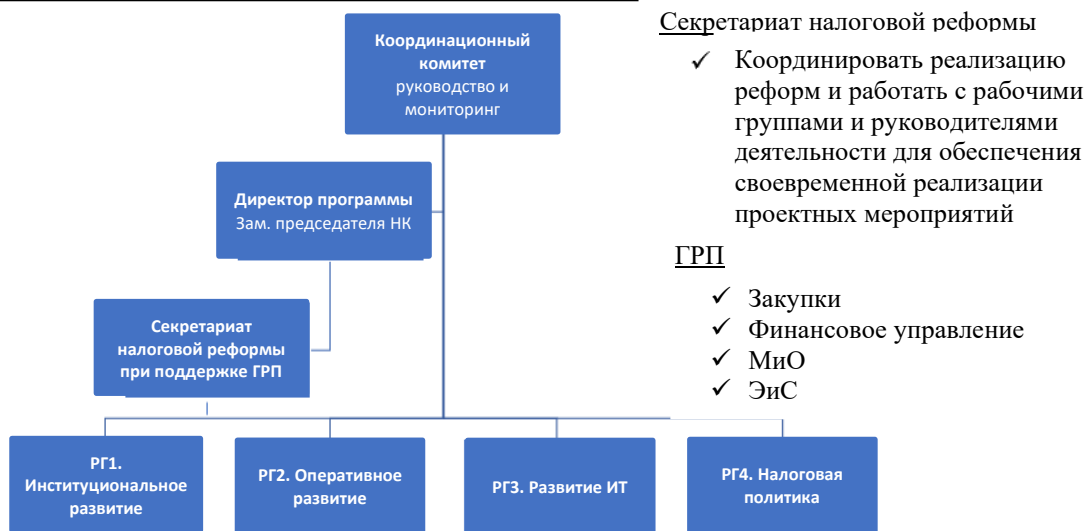 Координационный
комитет
руководство и
мониторинг
Директор программы
Зам. председателя НК
Секретариат
налоговой реформы
при поддержке ГРП
РГ1.
Институциональное
развитие
РГ2. Оперативное
развитие
РГ3. Развитие ИТ
РГ4. Налоговая
политика
Секретариат налоговой реформы
✓ Координировать реализацию
реформ и работать с рабочими
группами и руководителями
деятельности для обеспечения
своевременной реализации
проектных мероприятий
ГРП
✓ Закупки
✓ Финансовое управление
✓ МиО
✓ ЭиС